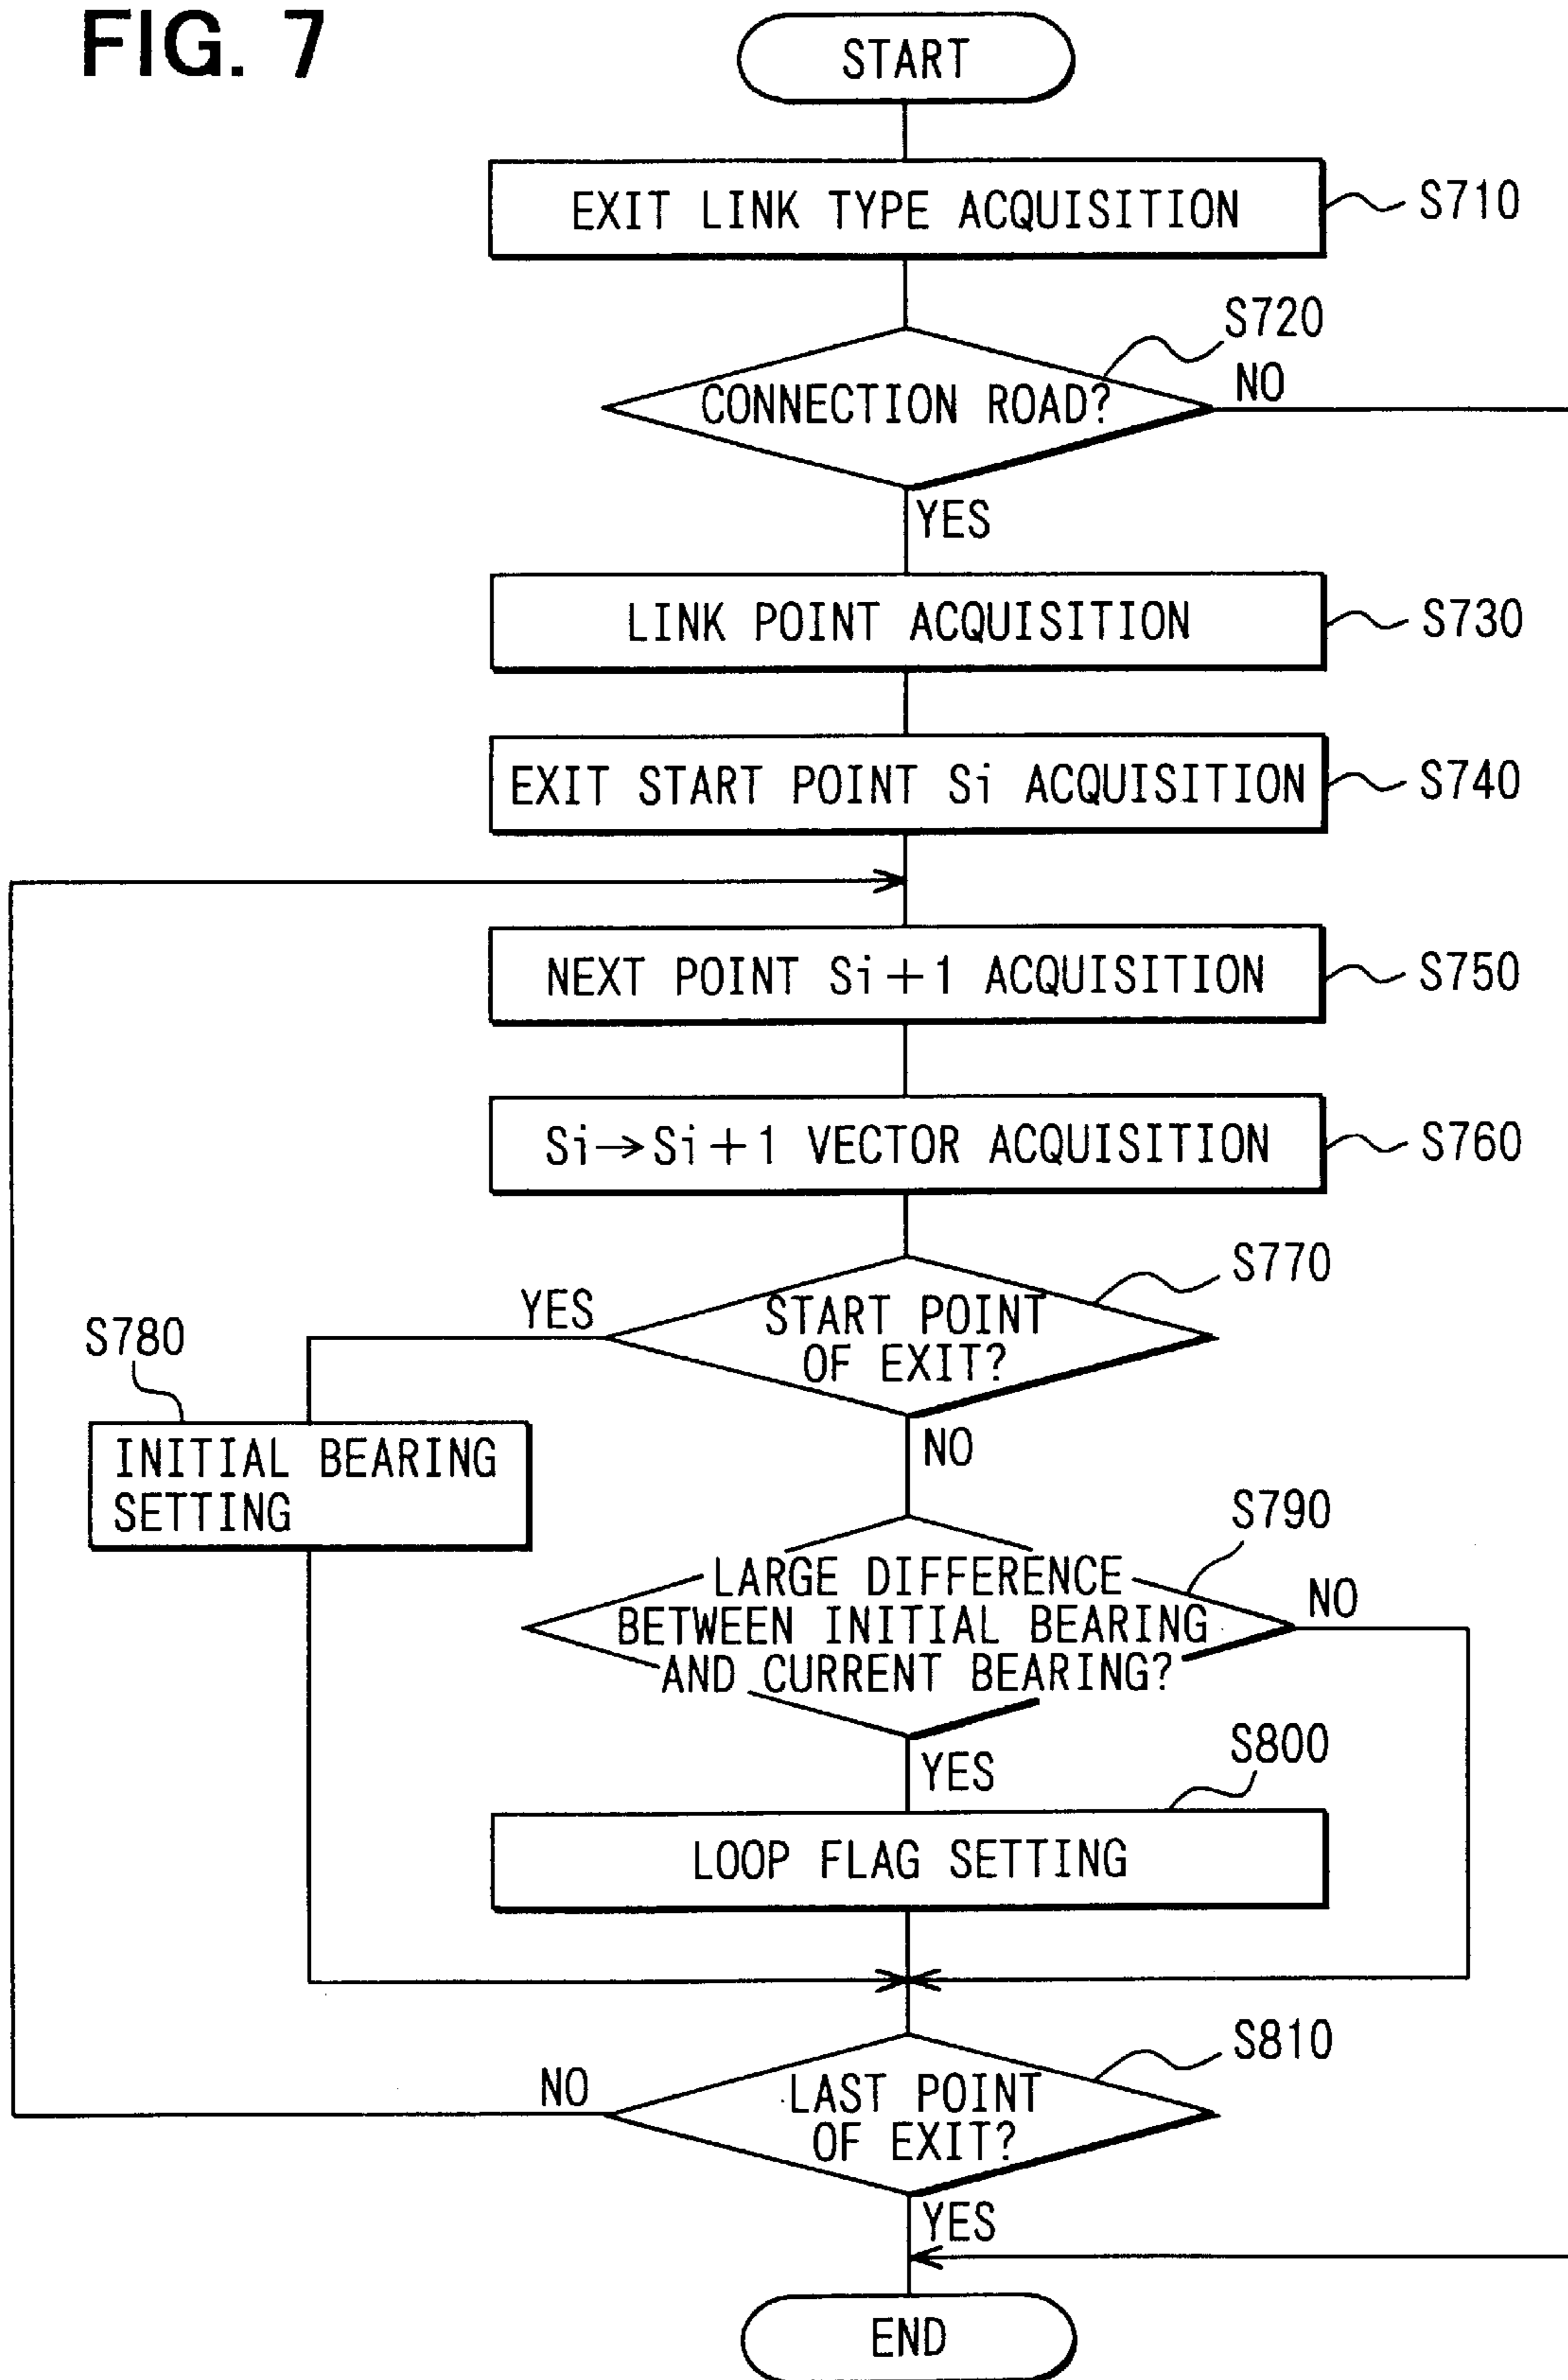 FIG. 7
START
EXIT LINK TYPE ACQUISITION
S710
S720
CONNECTION ROAD?
NO
YES
LINK POINT ACQUISITION
S730
EXIT START POINT Si ACQUISITION
S740
NEXT POINT Si+1 ACQUISITION
S750
Si→Si+1 VECTOR ACQUISITION
S760
S770
START POINT
OF EXIT?
YES
NO
S780
INITIAL BEARING
SETTING
S790
LARGE DIFFERENCE
BETWEEN INITIAL BEARING
AND CURRENT BEARING?
NO
YES
S800
LOOP FLAG SETTING
S810
LAST POINT
OF EXIT?
NO
YES
END